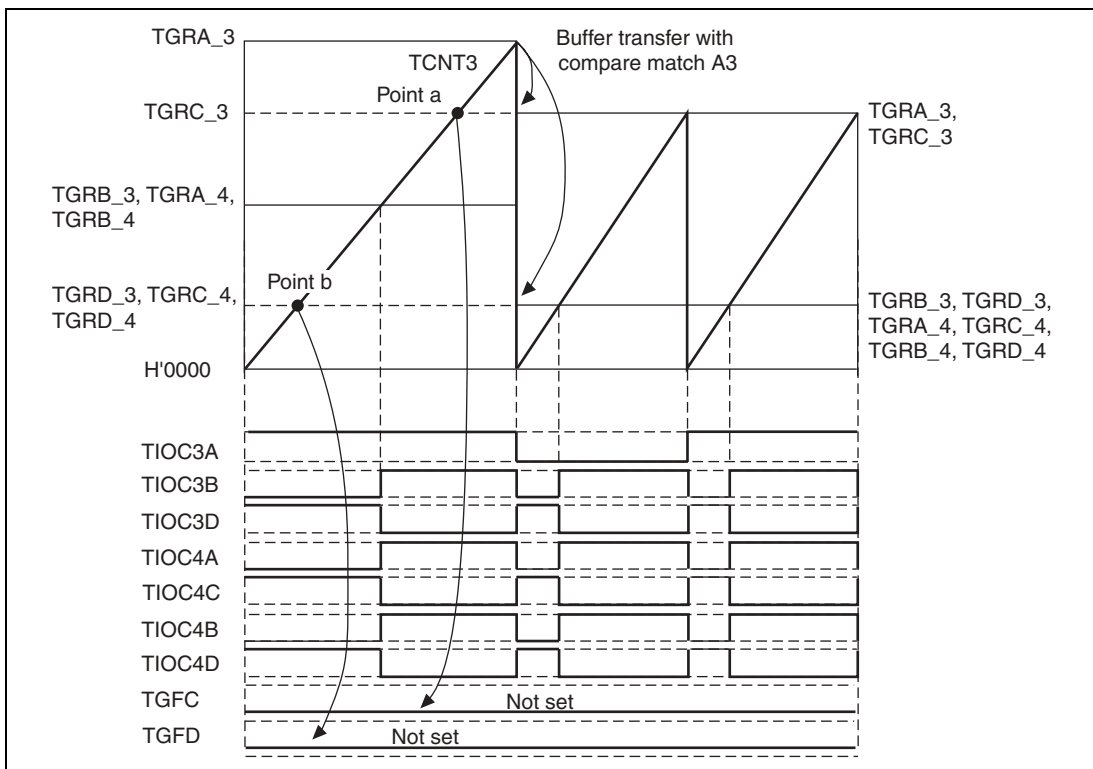 TGRA_3
TCNT3
Buffer transfer with
compare match A3
Point a
TGRC_3
TGRA_3,
TGRC_3
TGRB_3, TGRA_4,
TGRB_4
Point b
TGRD_3, TGRC_4,
TGRD_4
TGRB_3, TGRD_3,
TGRA_4, TGRC_4,
TGRB_4, TGRD_4
H'0000
TIOC3A
TIOC3B
TIOC3D
TIOC4A
TIOC4C
TIOC4B
TIOC4D
TGFC
Not set
TGFD
Not set